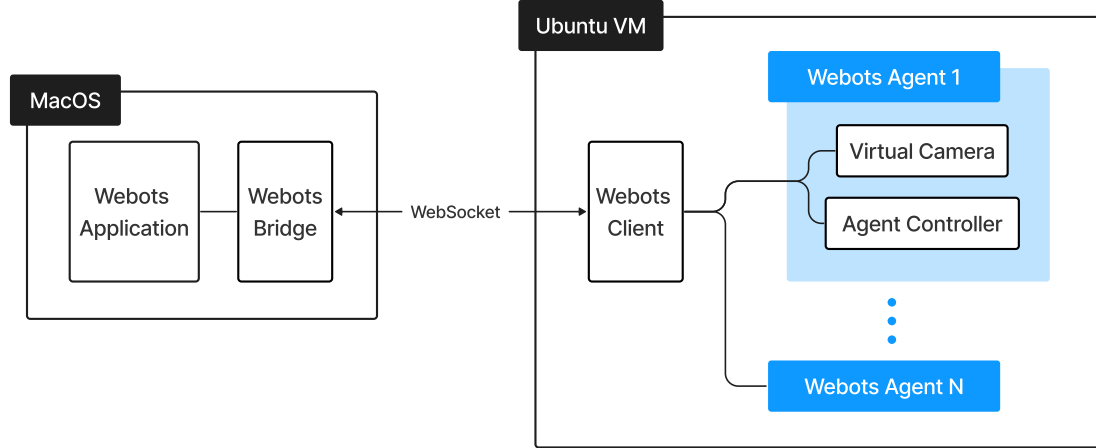 MacOS
Webots
Application
Webots
Bridge
WebSocket
Ubuntu VM
Webots
Client
Webots Agent 1
Virtual Camera
Agent Controller
Webots Agent N